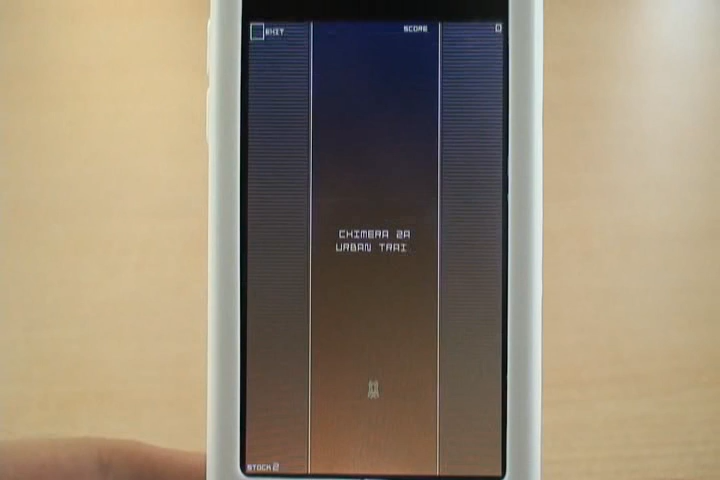 EXIT
SCORE 0
CHIMERA 2A
URBAN TRAI
STOCK 2